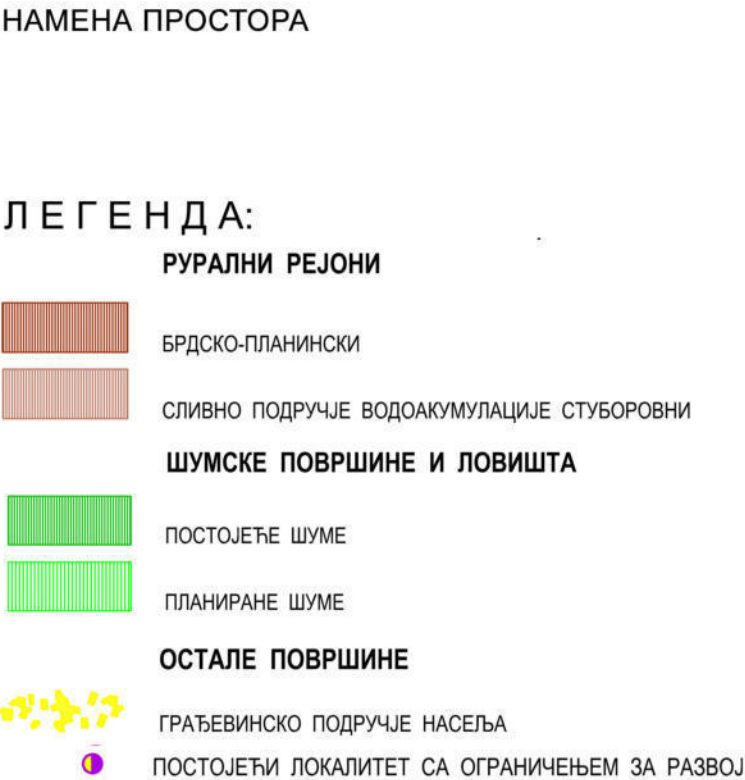 НАМЕНА ПРОСТОРА
Л Е Г Е Н Д А:
РУРАЛНИ РЕЈОНИ
БРДСКО-ПЛАНИНСКИ
СЛИВНО ПОДРУЧЈЕ ВОДОАКУМУЛАЦИЈЕ СТУБОРОВНИ
ШУМСКЕ ПОВРШИНЕ И ЛОВИШТА
ПОСТОЈЕЋЕ ШУМЕ
ПЛАНИРАНЕ ШУМЕ
ОСТАЛЕ ПОВРШИНЕ
ГРАЂЕВИНСКО ПОДРУЧЈЕ НАСЕЉА
ПОСТОЈЕЋИ ЛОКАЛИТЕТ СА ОГРАНИЧЕЊЕМ ЗА РАЗВОЈ